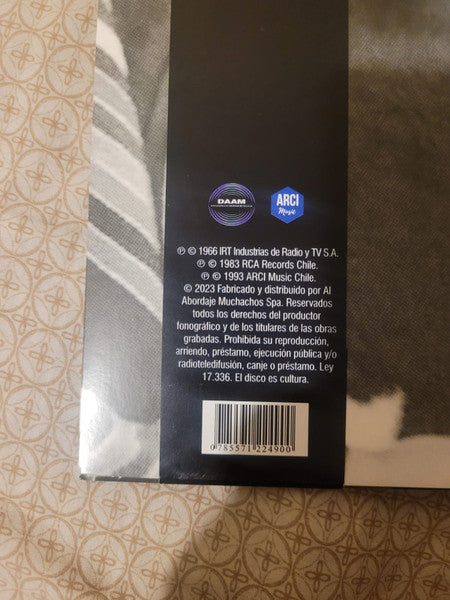 DAAM
ARCI
Music
℗ © 1966 IRT Industrias de Radio y TV S.A.
℗ © 1983 RCA Records Chile.
℗ © 1993 ARCI Music Chile.
© 2023 Fabricado y distribuido por Al
Abordaje Muchachos Spa. Reservados
todos los derechos del productor
fonográfico y de los titulares de las obras
grabadas. Prohibida su reproducción,
arriendo, préstamo, ejecución pública y/o
radioteledifusión, canje o préstamo. Ley
17.336. El disco es cultura.
0 785571 224900